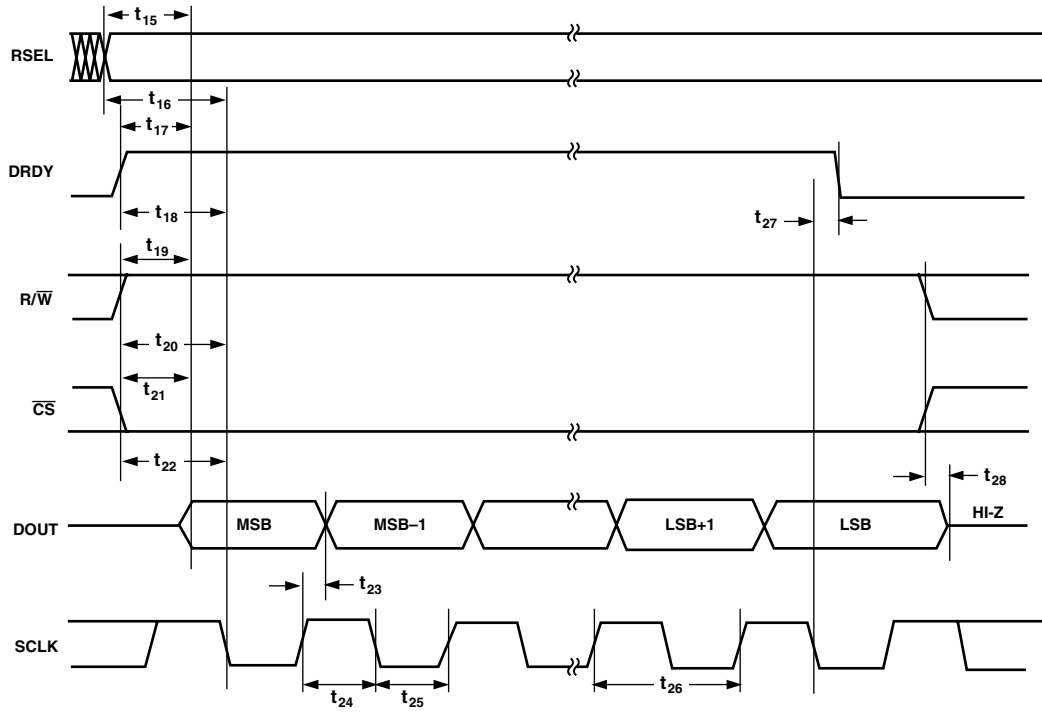 t15
RSEL
t16
t17
DRDY
t18
t27
t19
R/W̅
t20
t21
C̅S̅
t22
t28
DOUT
MSB
MSB–1
LSB+1
LSB
HI-Z
t23
SCLK
t24
t25
t26